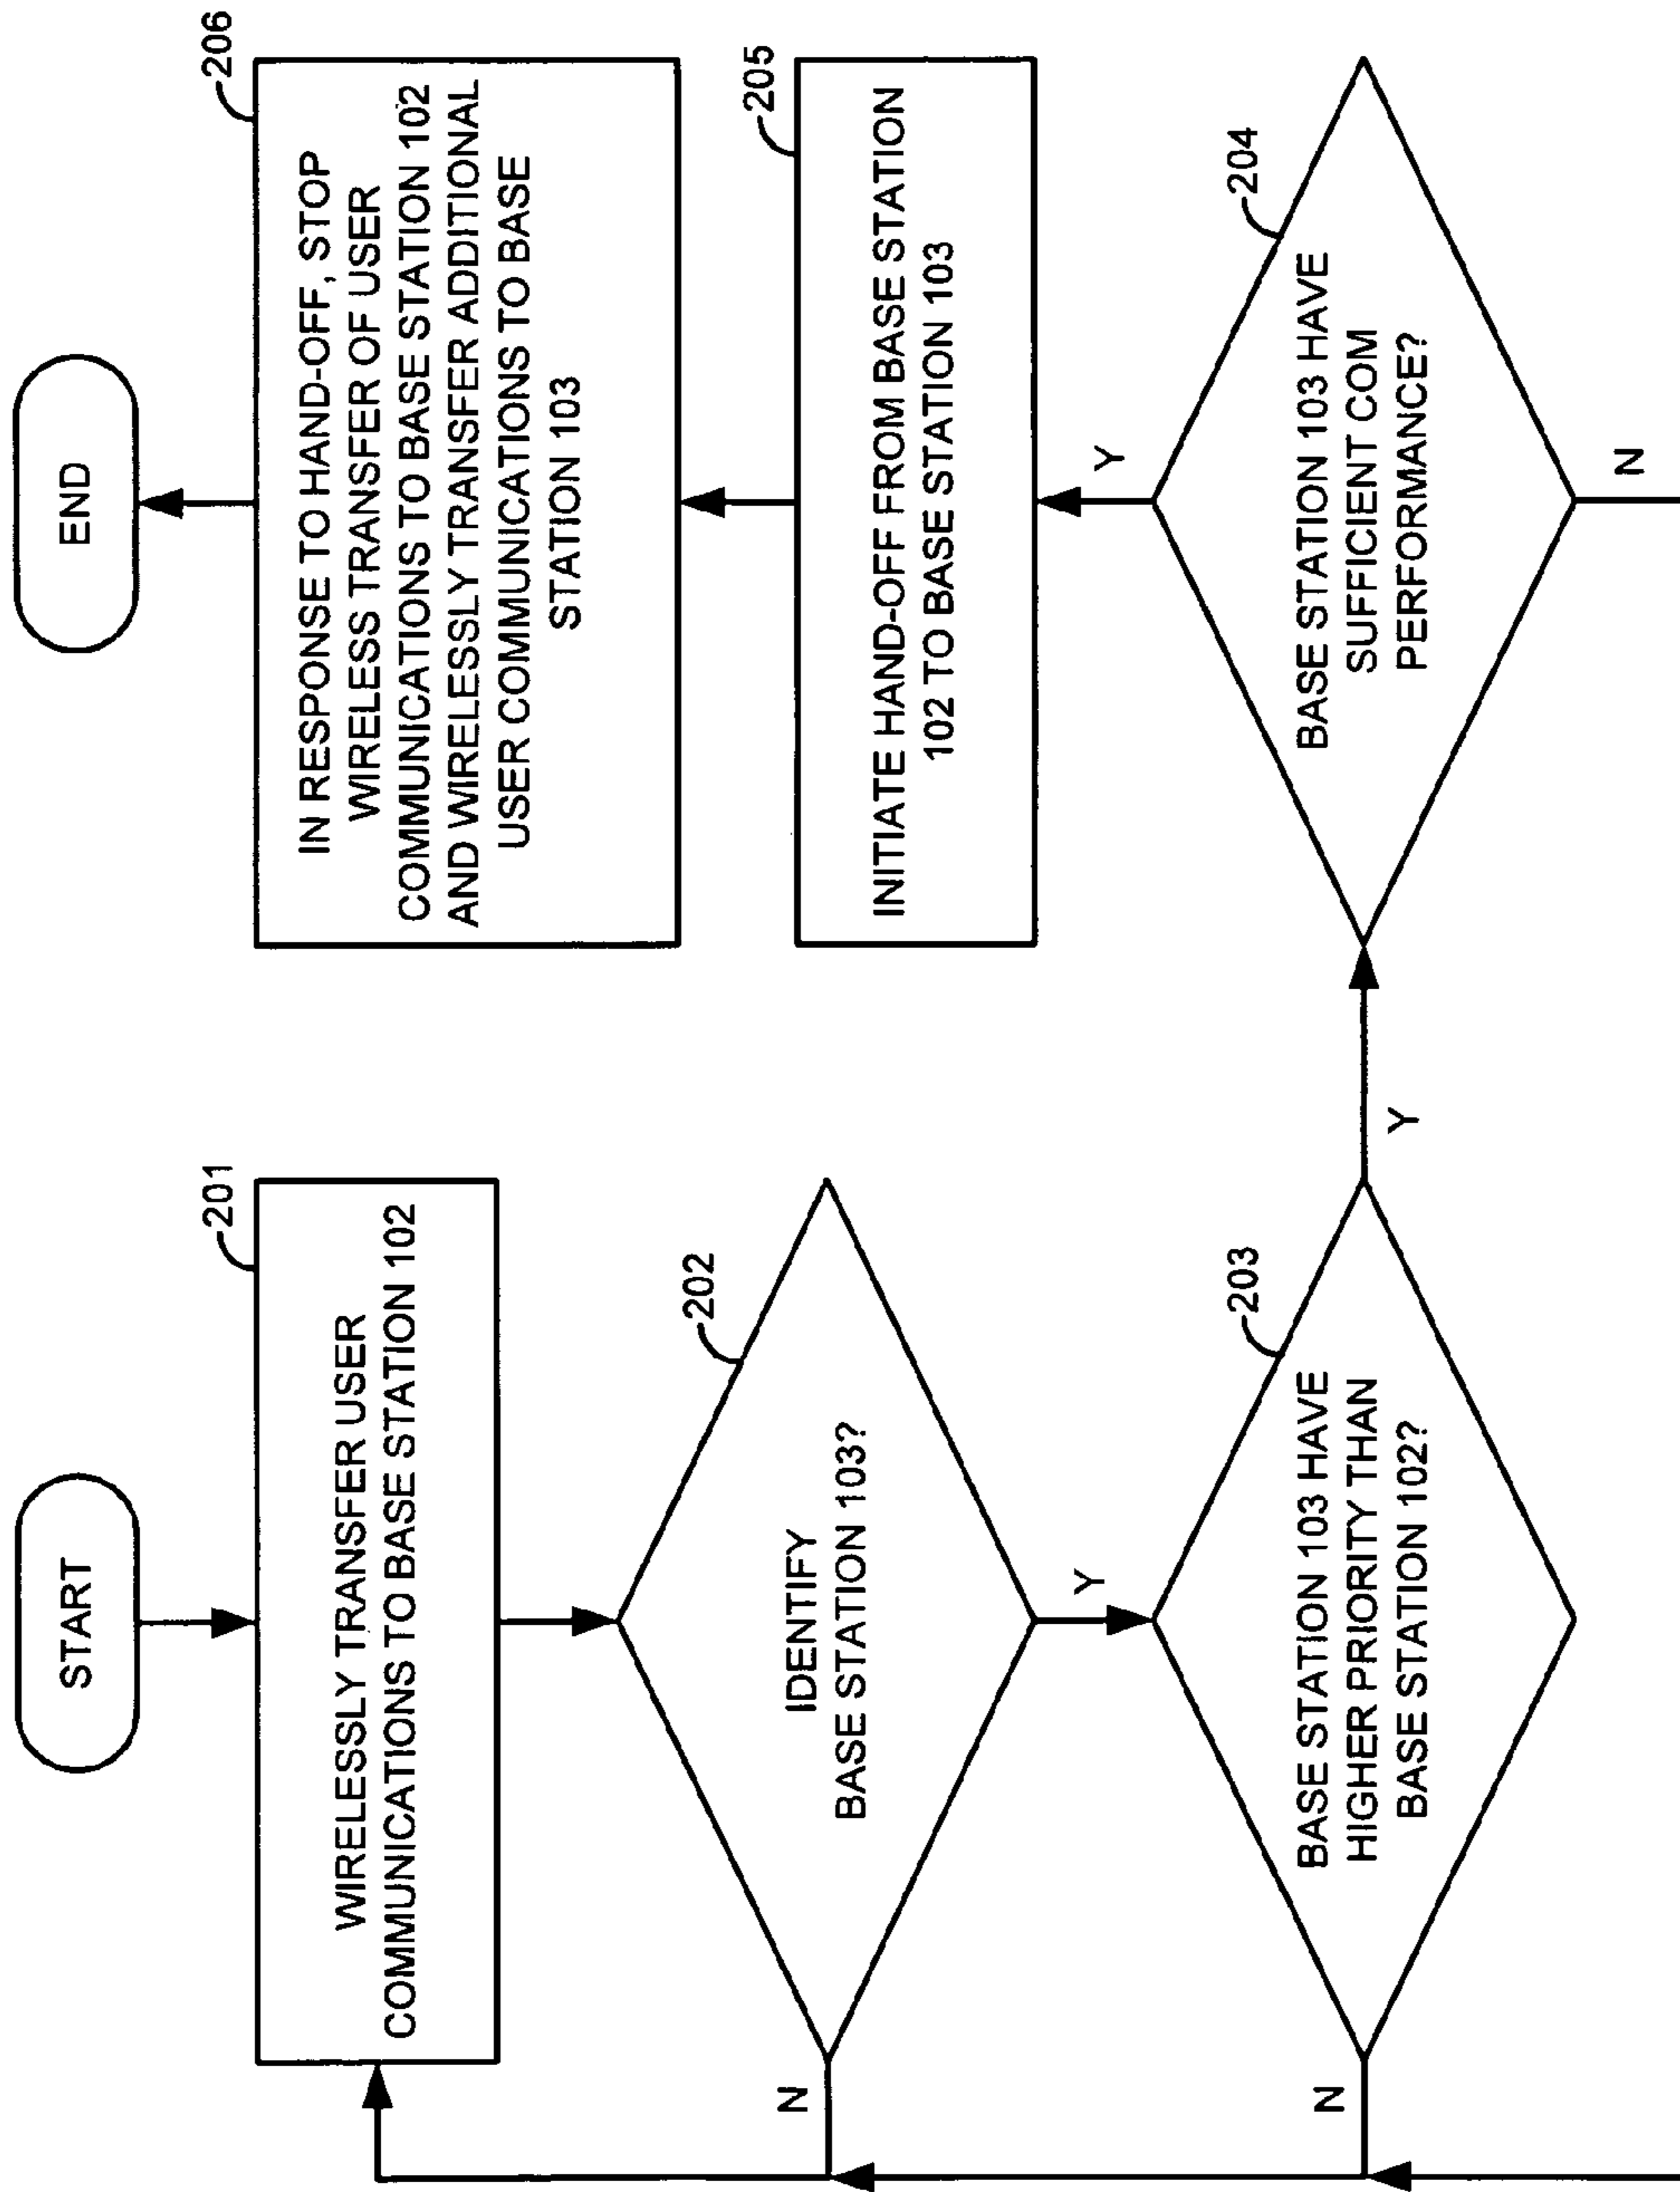 START
201
WIRELESSLY TRANSFER USER
COMMUNICATIONS TO BASE STATION 102
202
IDENTIFY
BASE STATION 103?
N
Y
203
BASE STATION 103 HAVE
HIGHER PRIORITY THAN
BASE STATION 102?
N
Y
204
BASE STATION 103 HAVE
SUFFICIENT COM
PERFORMANCE?
N
Y
205
INITIATE HAND-OFF FROM BASE STATION
102 TO BASE STATION 103
206
IN RESPONSE TO HAND-OFF, STOP
WIRELESS TRANSFER OF USER
COMMUNICATIONS TO BASE STATION 102
AND WIRELESSLY TRANSFER ADDITIONAL
USER COMMUNICATIONS TO BASE
STATION 103
END